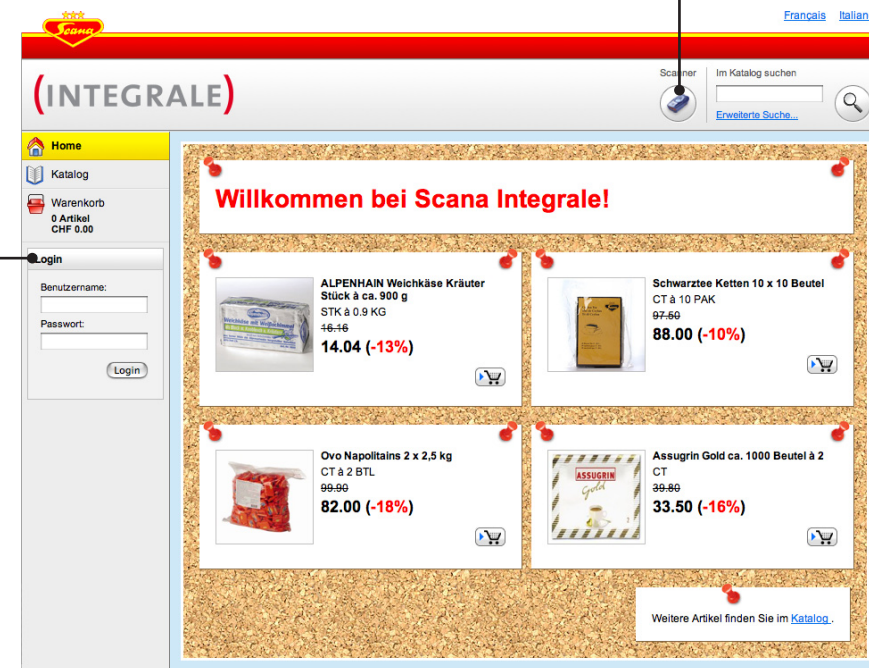 Scana
Français Italian
(INTEGRALE)
Scanner
Im Katalog suchen
Erweiterte Suche...
Home
Katalog
Warenkorb
0 Artikel
CHF 0.00
Login
Benutzername:
Passwort:
Login
Willkommen bei Scana Integrale!
ALPENHAIN Weichkäse Kräuter
Stück à ca. 900 g
STK à 0.9 KG
16.16
14.04 (-13%)
Schwarztee Ketten 10 x 10 Beutel
CT à 10 PAK
97.60
88.00 (-10%)
Ovo Napolitains 2 x 2,5 kg
CT à 2 BTL
99.90
82.00 (-18%)
ASSUGRIN
Gold
Assugrin Gold ca. 1000 Beutel à 2
CT
39.80
33.50 (-16%)
Weitere Artikel finden Sie im Katalog .